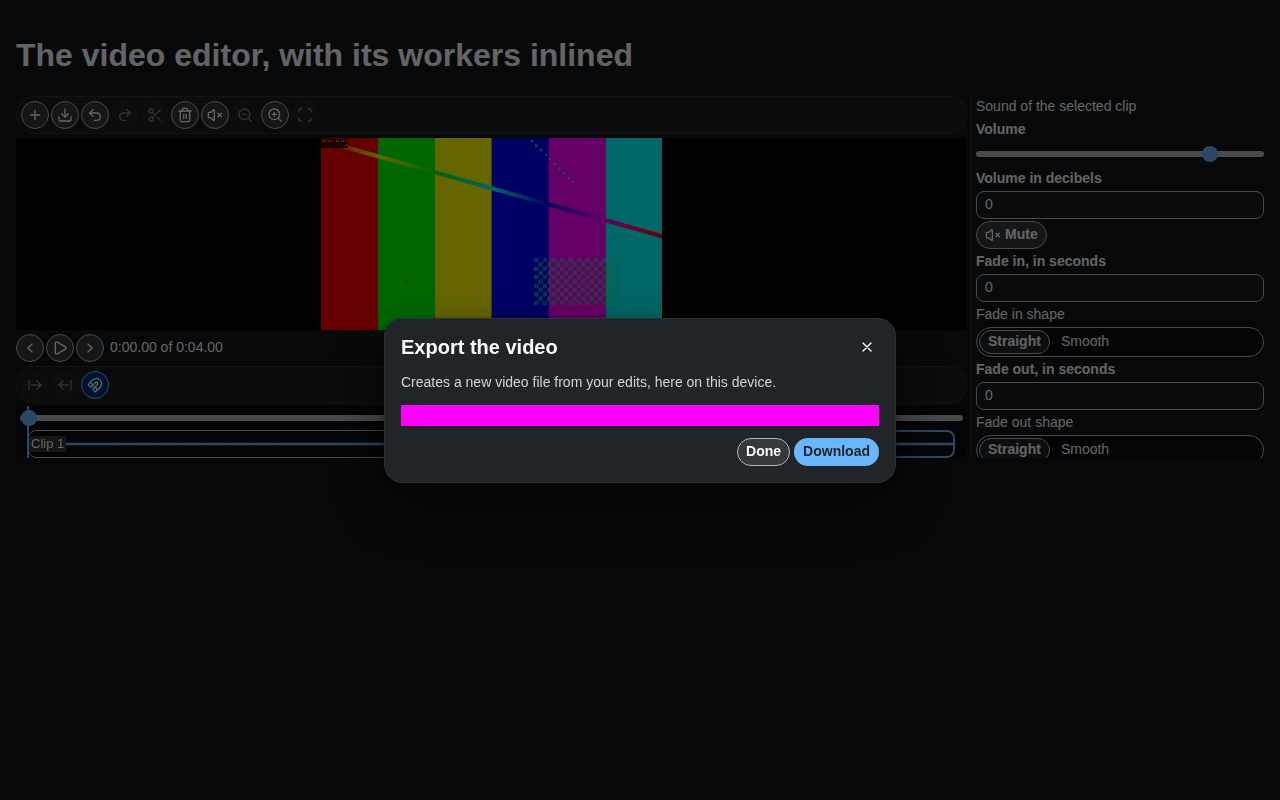 The video editor, with its workers inlined
Sound of the selected clip
Volume
Volume in decibels
0
Mute
Fade in, in seconds
0
Fade in shape
Straight Smooth
Fade out, in seconds
0
Fade out shape
Straight Smooth
0:00.00 of 0:04.00
Clip 1
Export the video
Creates a new video file from your edits, here on this device.
Done Download